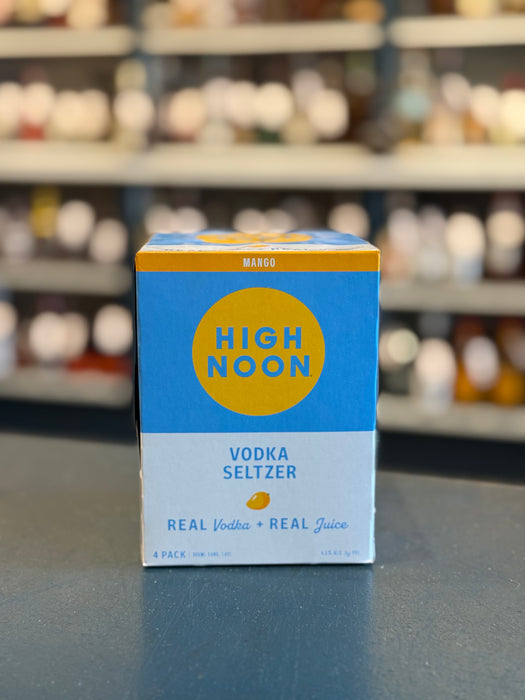 MANGO
HIGH
NOON
VODKA
SELTZER
REAL Vodka + REAL Juice
4 PACK